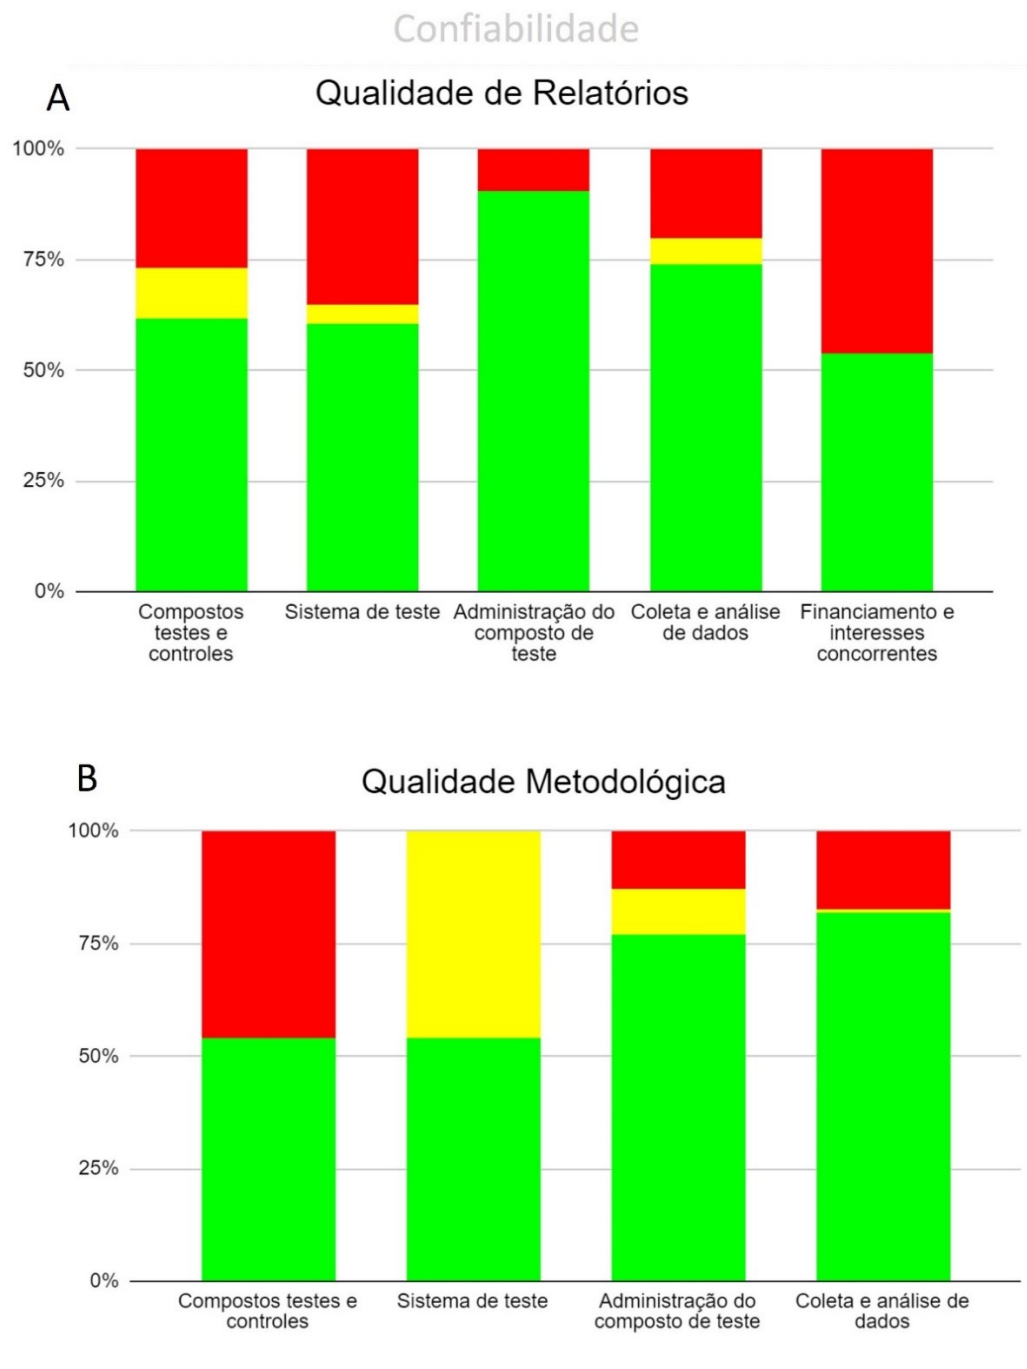 Confiabilidade
A
Qualidade de Relatórios
100%
75%
50%
25%
0%
Compostos
testes e
controles
Sistema de teste
Administração do
composto de
teste
Coleta e análise
de dados
Financiamento e
interesses
concorrentes
B
Qualidade Metodológica
100%
75%
50%
25%
0%
Compostos testes e
controles
Sistema de teste
Administração do
composto de teste
Coleta e análise de
dados